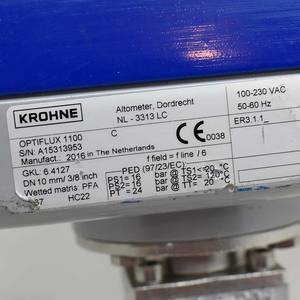 KROHNE
Altometer, Dordrecht
NL - 3313 LC
100-230 VAC
50-60 Hz
OPTIFLUX 1100 C
CE 0038
ER3.1.1_
S/N: A15313953
Manufact.: 2016 in The Netherlands
f field = f line / 6
GKL: 6.4127
PED (97/23/EC)
DN 10 mm/ 3/8 inch
PS1= 16 bar @ TS1<= 20 °C
Wetted matrs: PFA
PS2= 16 bar @ TS2= 120 °C
HC22
PT = 24 bar @ TT = 20 °C